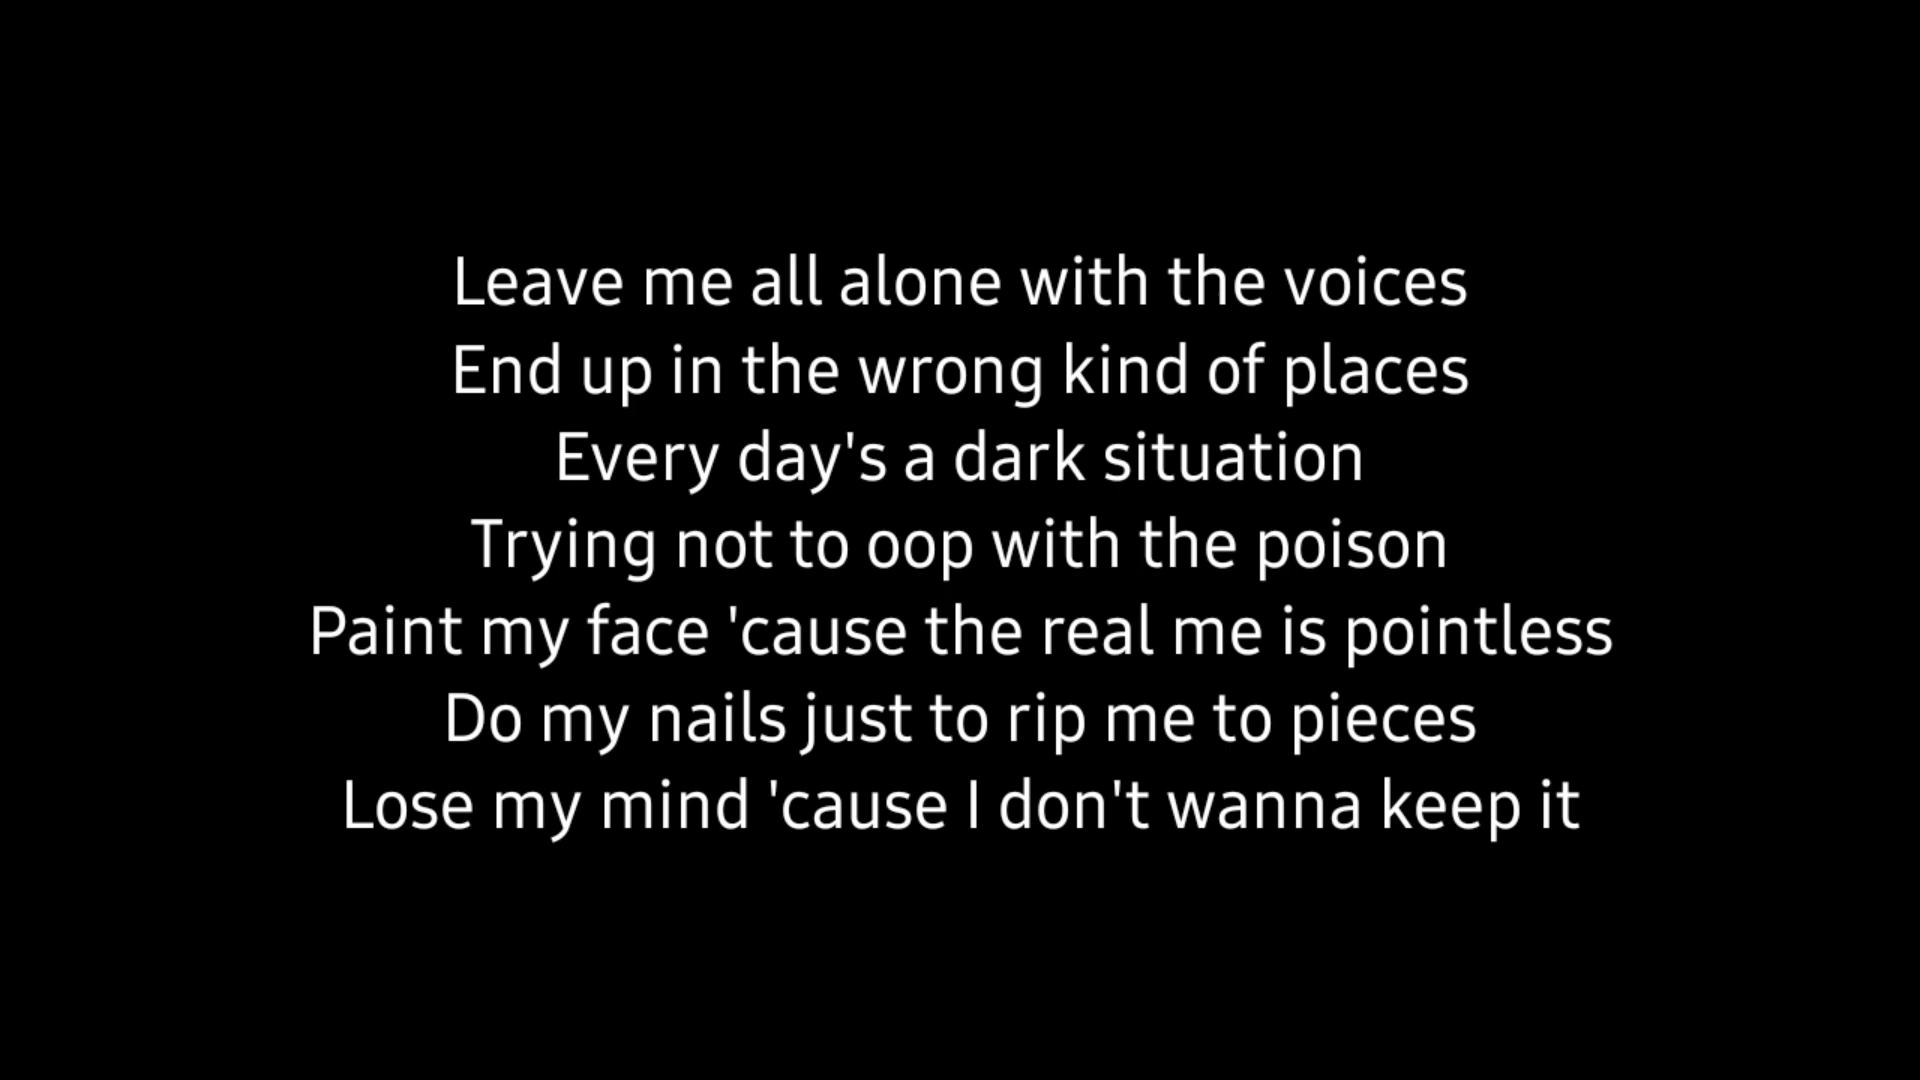 Leave me all alone with the voices
End up in the wrong kind of places
Every day's a dark situation
Trying not to oop with the poison
Paint my face 'cause the real me is pointless
Do my nails just to rip me to pieces
Lose my mind 'cause I don't wanna keep it